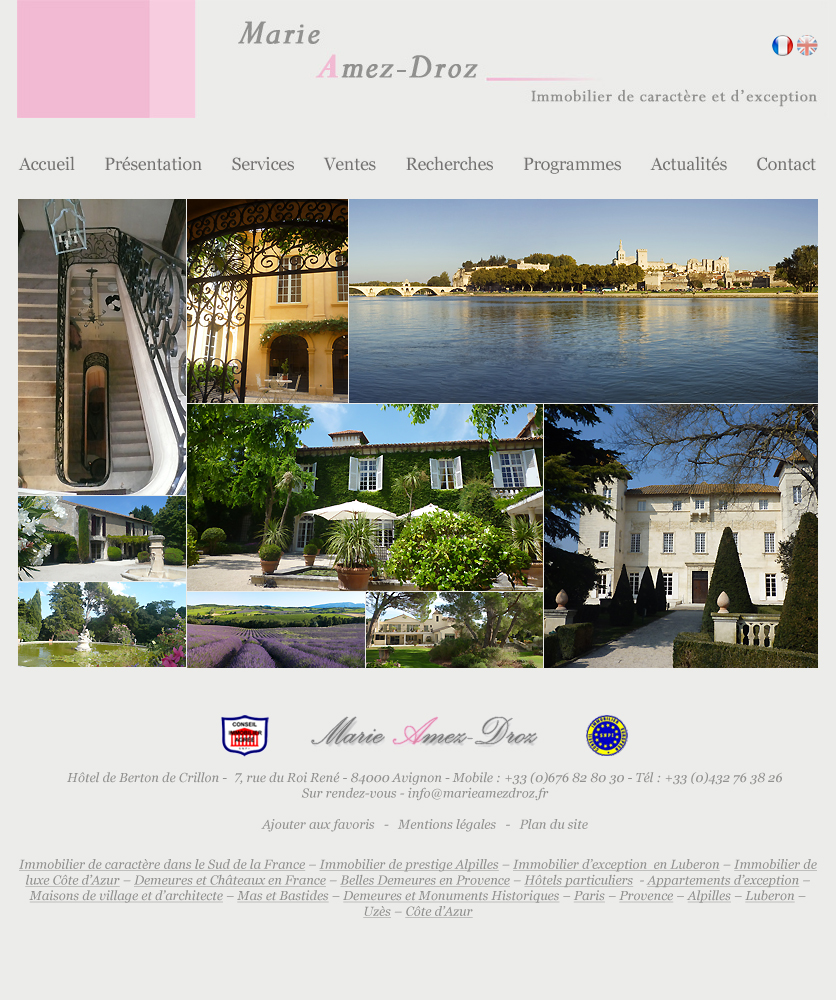 Marie
Amez-Droz
Immobilier de caractère et d'exception
Accueil Présentation Services Ventes Recherches Programmes Actualités Contact
CONSEIL
Marie Amez-Droz
Hôtel de Berton de Crillon - 7, rue du Roi René - 84000 Avignon - Mobile : +33 (0)676 82 80 30 - Tél : +33 (0)432 76 38 26
Sur rendez-vous - info@marieamezdroz.fr
Ajouter aux favoris - Mentions légales - Plan du site
Immobilier de caractère dans le Sud de la France – Immobilier de prestige Alpilles – Immobilier d'exception en Luberon – Immobilier de
luxe Côte d'Azur – Demeures et Châteaux en France – Belles Demeures en Provence – Hôtels particuliers - Appartements d'exception –
Maisons de village et d'architecte – Mas et Bastides – Demeures et Monuments Historiques – Paris – Provence – Alpilles – Luberon –
Uzès – Côte d'Azur